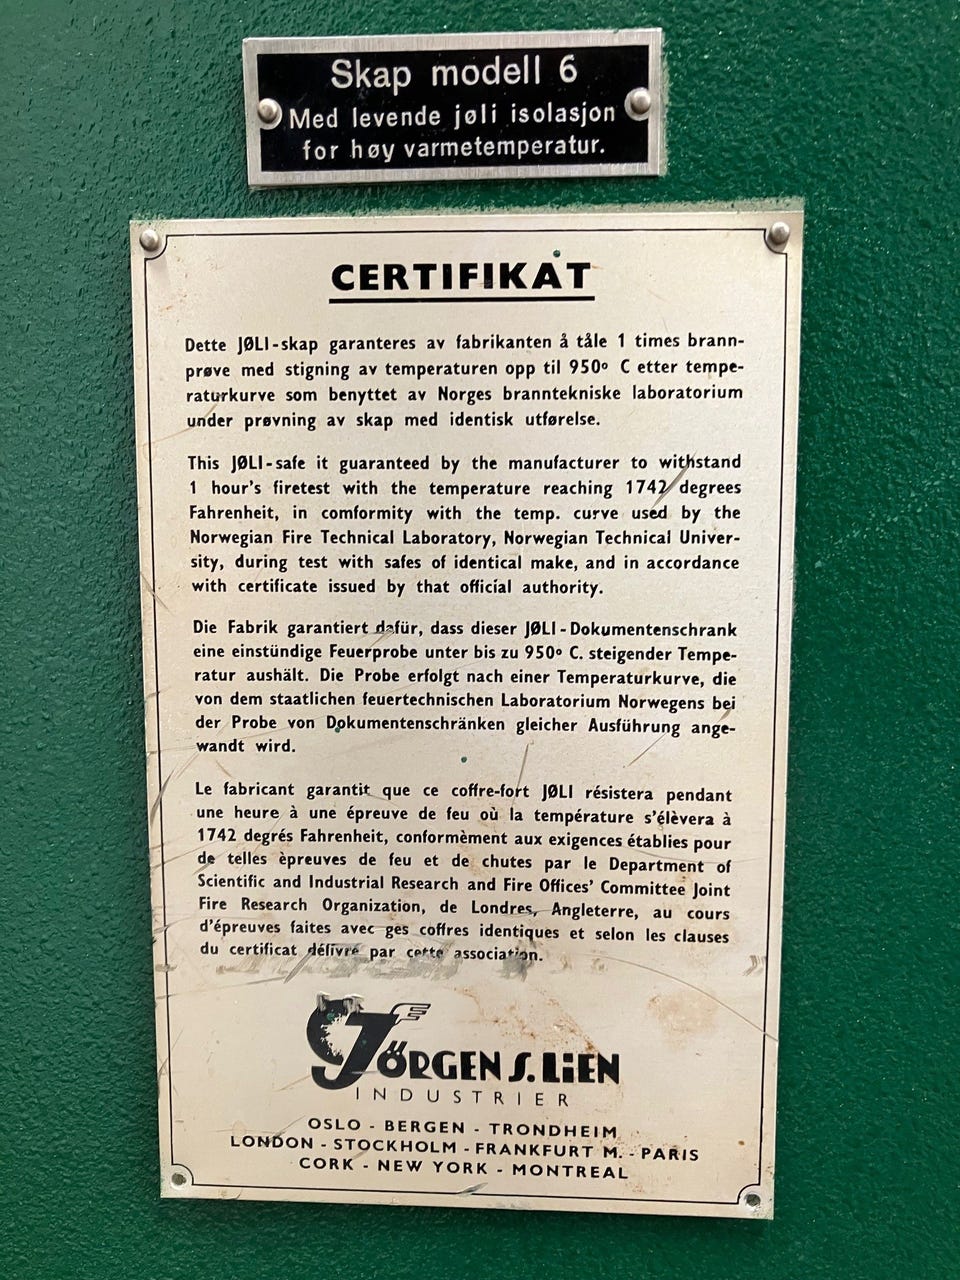 Skap modell 6
Med levende jøli isolasjon
for høy varmetemperatur.
CERTIFIKAT
Dette JØLI-skap garanteres av fabrikanten å tåle 1 times brann-
prøve med stigning av temperaturen opp til 950° C etter tempe-
raturkurve som benyttet av Norges branntekniske laboratorium
under prøvning av skap med identisk utførelse.
This JØLI-safe it guaranteed by the manufacturer to withstand
1 hour's firetest with the temperature reaching 1742 degrees
Fahrenheit, in comformity with the temp. curve used by the
Norwegian Fire Technical Laboratory, Norwegian Technical Univer-
sity, during test with safes of identical make, and in accordance
with certificate issued by that official authority.
Die Fabrik garantiert dafür, dass dieser JØLI-Dokumentenschrank
eine einstündige Feuerprobe unter bis zu 950° C. steigender Tempe-
ratur aushält. Die Probe erfolgt nach einer Temperaturkurve, die
von dem staatlichen feuertechnischen Laboratorium Norwegens bei
der Probe von Dokumentenschränken gleicher Ausführung ange-
wandt wird.
Le fabricant garantit que ce coffre-fort JØLI résistera pendant
une heure à une épreuve de feu où la température s'élèvera à
1742 degrés Fahrenheit, conformèment aux exigences établies pour
de telles èpreuves de feu et de chutes par le Department of
Scientific and Industrial Research and Fire Offices' Committee Joint
Fire Research Organization, de Londres, Angleterre, au cours
d'épreuves faites avec ges coffres identiques et selon les clauses
du certificat délivré par cette association.
JÖRGEN S. LIEN
INDUSTRIER
OSLO - BERGEN - TRONDHEIM
LONDON - STOCKHOLM - FRANKFURT M. - PARIS
CORK - NEW YORK - MONTREAL